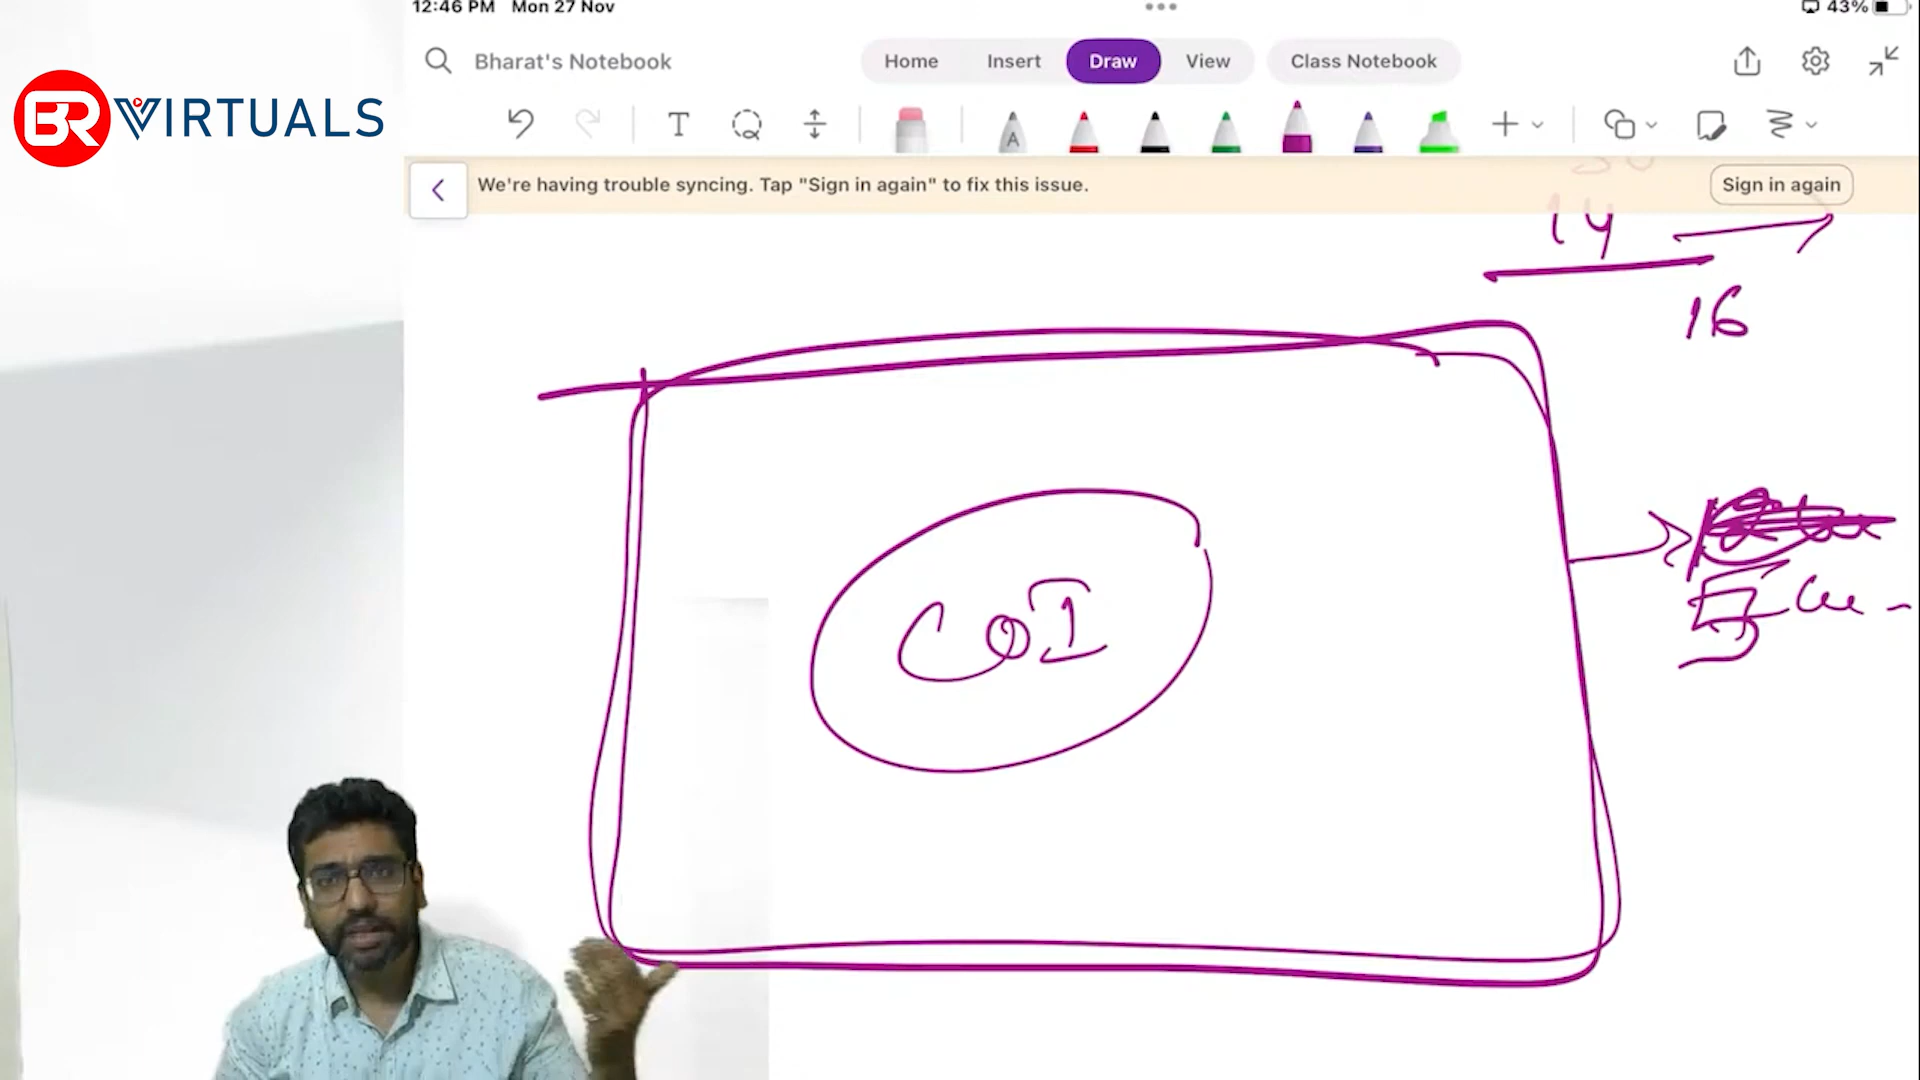 12:46 PM Mon 27 Nov
43%
BR VIRTUALS
Bharat's Notebook
Home Insert Draw View Class Notebook
T
A
We're having trouble syncing. Tap "Sign in again" to fix this issue.
Sign in again
14
16
COI